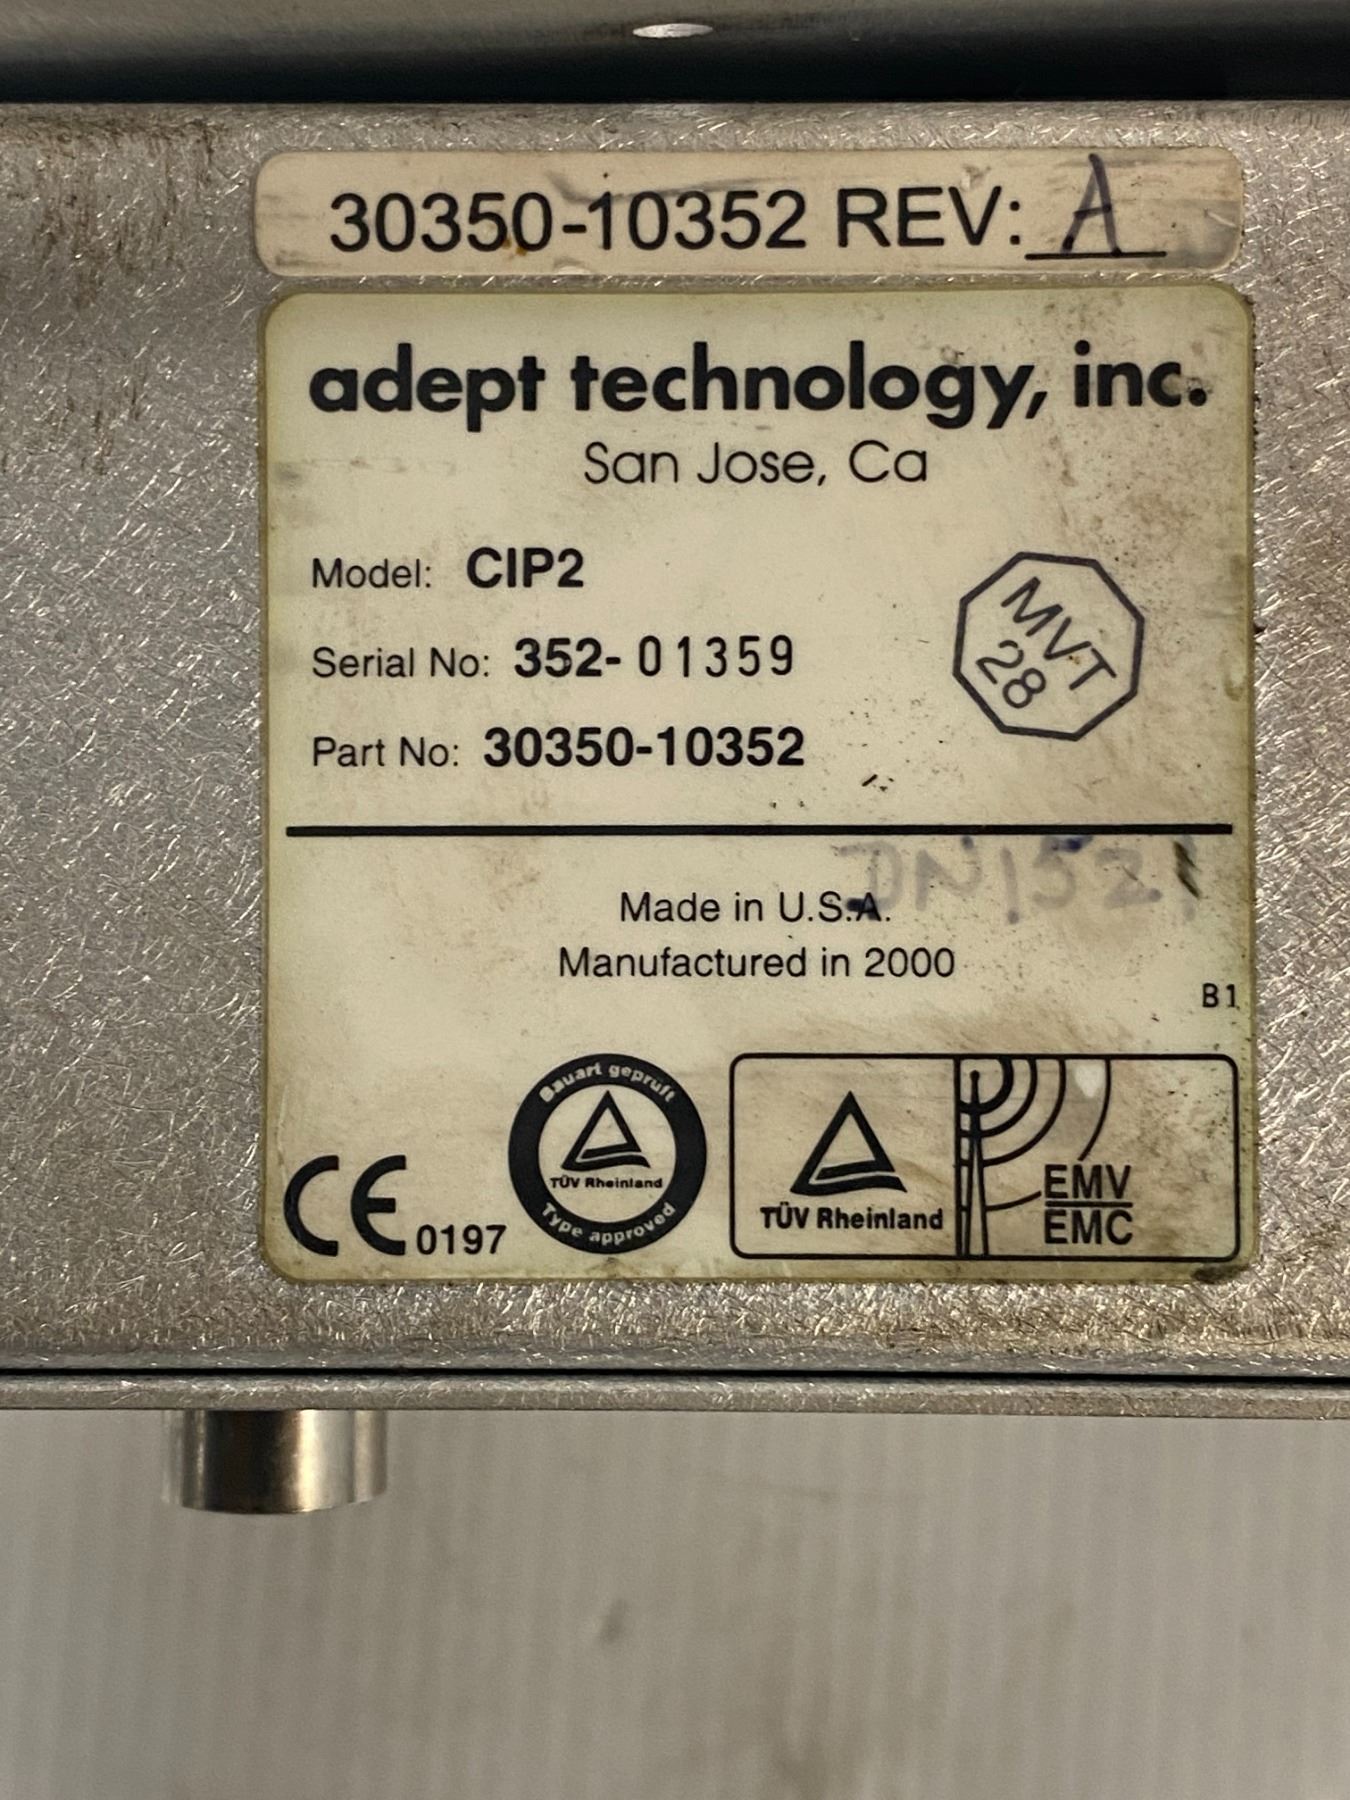 30350-10352 REV: A
adept technology, inc.
San Jose, Ca
Model: CIP2
MVT
28
Serial No: 352- 01359
Part No: 30350-10352
DN1521
Made in U.S.A.
Manufactured in 2000
B1
CE 0197
Bauart geprüft
TÜV Rheinland
Type approved
TÜV Rheinland
EMV
EMC